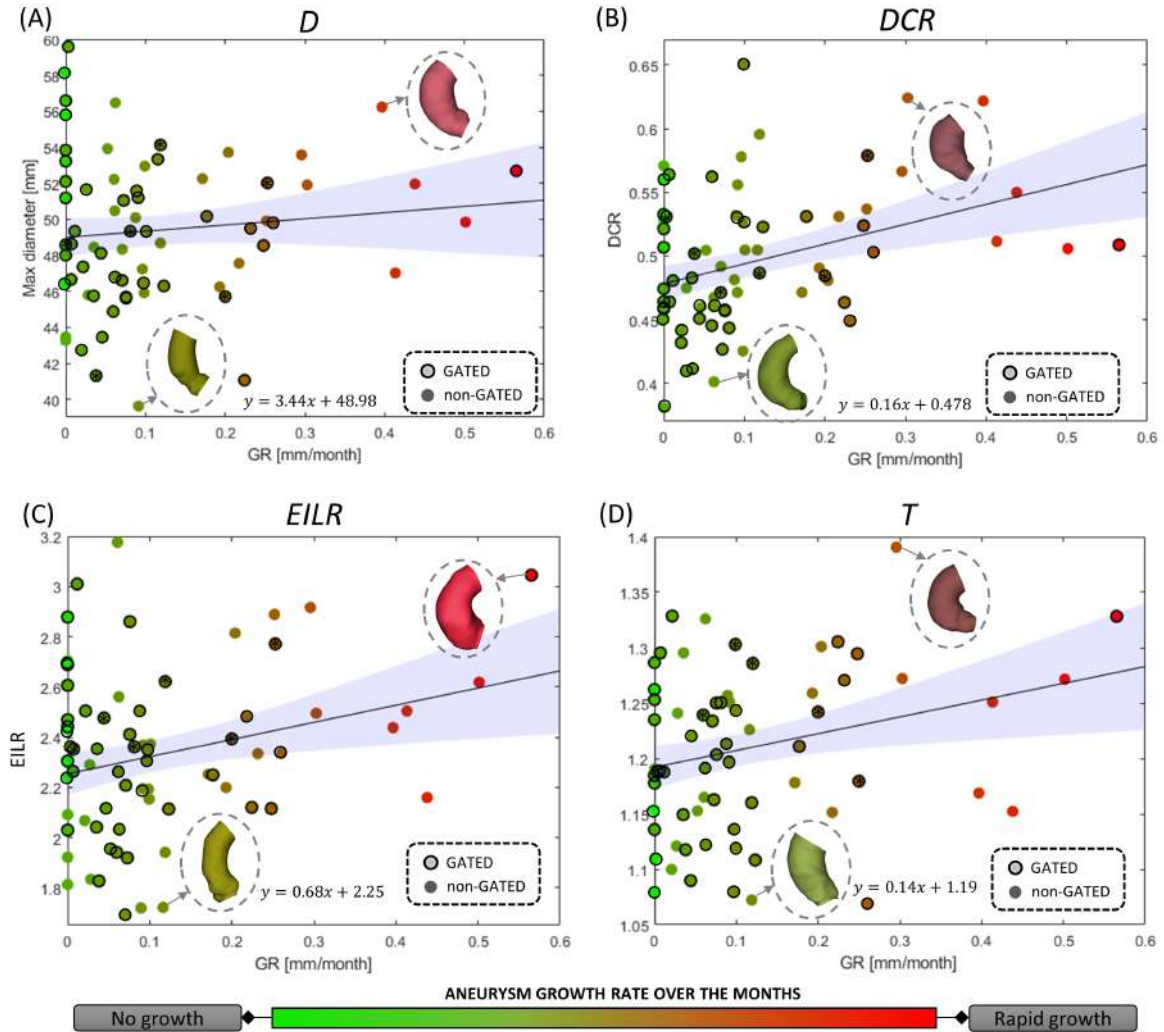 (A)
D
60
58
56
54
52
50
48
46
44
42
40
Max diameter [mm]
GATED
non-GATED
y = 3.44x + 48.98
0 0.1 0.2 0.3 0.4 0.5 0.6
GR [mm/month]
(B)
DCR
0.65
0.6
0.55
0.5
0.45
0.4
DCR
GATED
non-GATED
y = 0.16x + 0.478
0 0.1 0.2 0.3 0.4 0.5 0.6
GR [mm/month]
(C)
EILR
3.2
3
2.8
2.6
2.4
2.2
2
1.8
EILR
GATED
non-GATED
y = 0.68x + 2.25
0 0.1 0.2 0.3 0.4 0.5 0.6
GR [mm/month]
(D)
T
1.4
1.35
1.3
1.25
1.2
1.15
1.1
1.05
T
GATED
non-GATED
y = 0.14x + 1.19
0 0.1 0.2 0.3 0.4 0.5 0.6
GR [mm/month]
ANEURYSM GROWTH RATE OVER THE MONTHS
No growth
Rapid growth